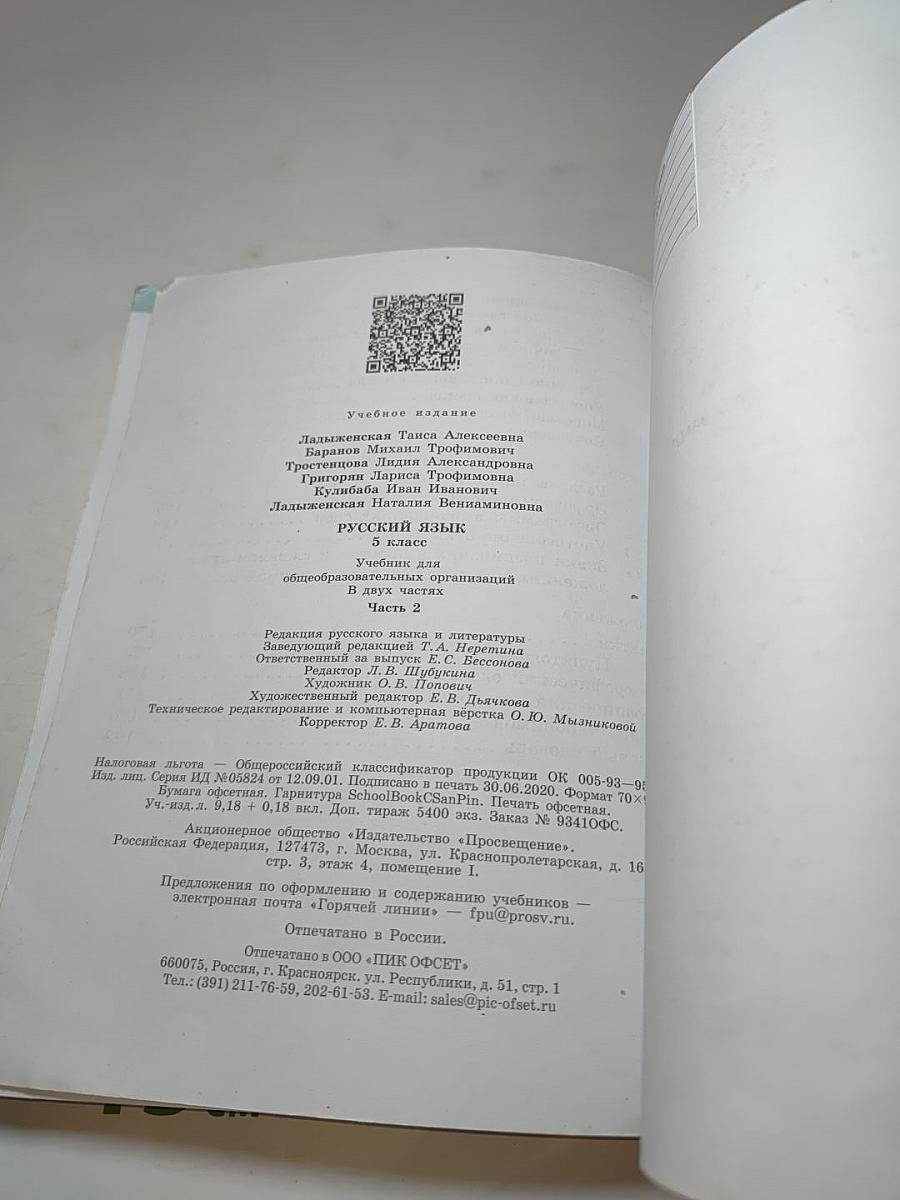 Учебное издание
Ладыженская Таиса Алексеевна
Баранов Михаил Трофимович
Тростенцова Лидия Александровна
Григорян Лариса Трофимовна
Кулибаба Иван Иванович
Ладыженская Наталия Вениаминовна
РУССКИЙ ЯЗЫК
5 класс
Учебник для
общеобразовательных организаций
В двух частях
Часть 2
Редакция русского языка и литературы
Заведующий редакцией Т. А. Неретина
Ответственный за выпуск Е. С. Бессонова
Редактор Л. В. Шубукина
Художник О. В. Попович
Художественный редактор Е. В. Дьячкова
Техническое редактирование и компьютерная вёрстка О. Ю. Мызниковой
Корректор Е. В. Аратова
Налоговая льгота — Общероссийский классификатор продукции ОК 005-93—95
Изд. лиц. Серия ИД №05824 от 12.09.01. Подписано в печать 30.06.2020. Формат 70×
Бумага офсетная. Гарнитура SchoolBookCSanPin. Печать офсетная.
Уч.-изд. л. 9,18 + 0,18 вкл. Доп. тираж 5400 экз. Заказ № 9341ОФС.
Акционерное общество «Издательство «Просвещение».
Российская Федерация, 127473, г. Москва, ул. Краснопролетарская, д. 16
стр. 3, этаж 4, помещение I.
Предложения по оформлению и содержанию учебников —
электронная почта «Горячей линии» — fpu@prosv.ru.
Отпечатано в России.
Отпечатано в ООО «ПИК ОФСЕТ»
660075, Россия, г. Красноярск. ул. Республики, д. 51, стр. 1
Тел.: (391) 211-76-59, 202-61-53. E-mail: sales@pic-ofset.ru